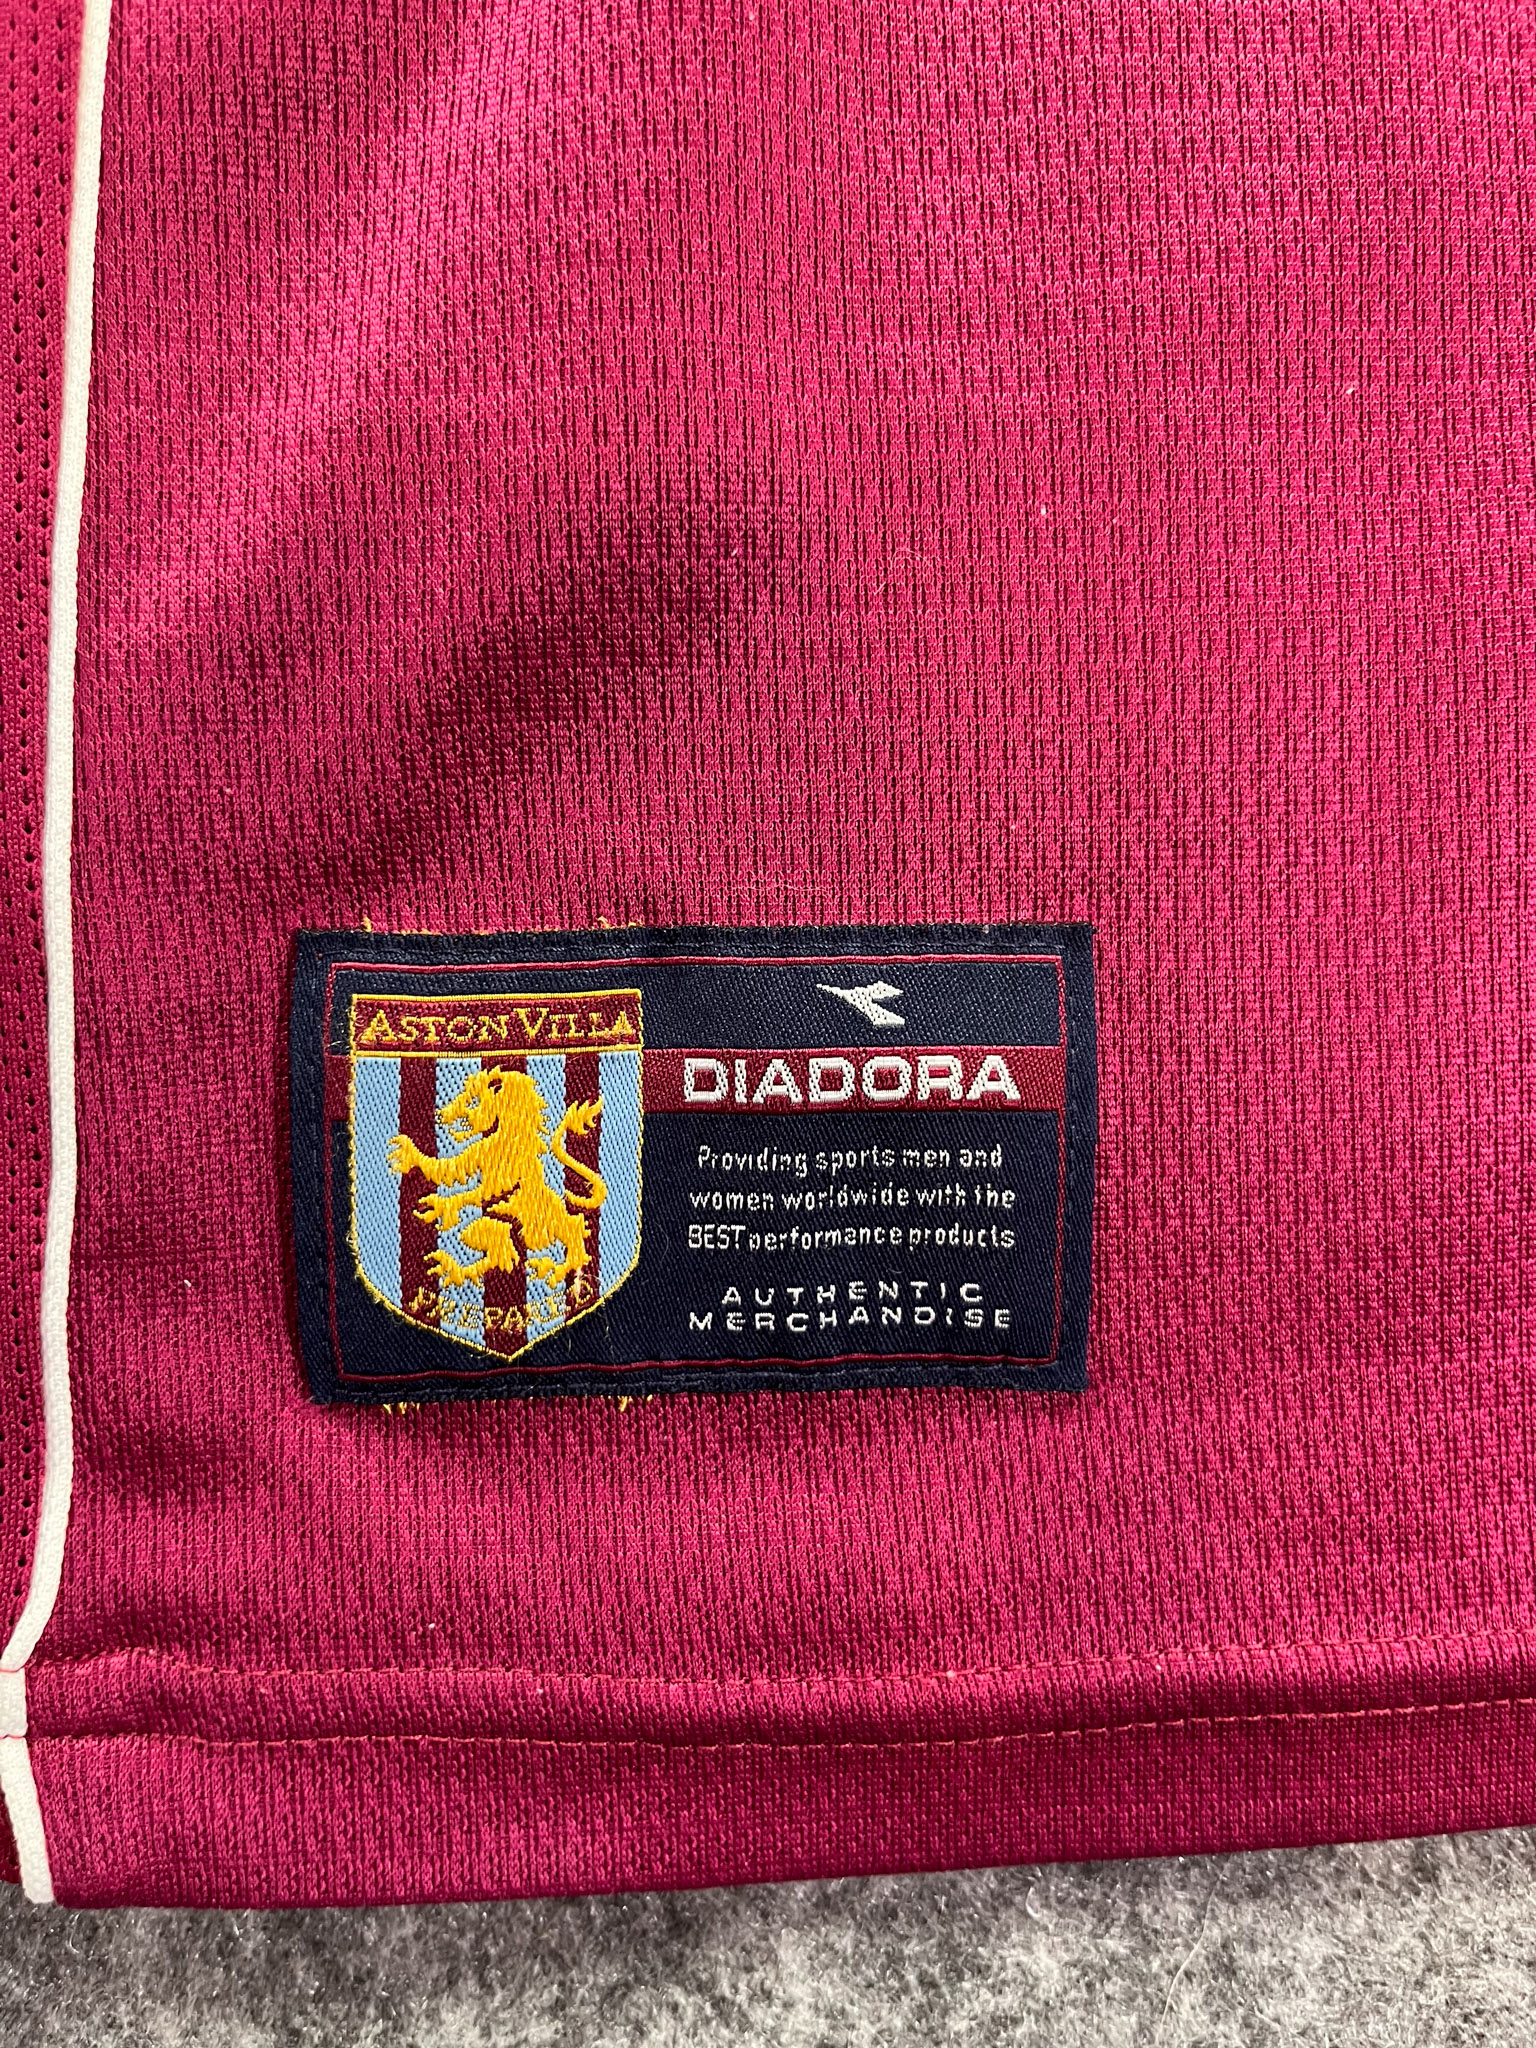 ASTON VILLA
PREPARED
DIADORA
Providing sports men and
women worldwide with the
BEST performance products
AUTHENTIC
MERCHANDISE